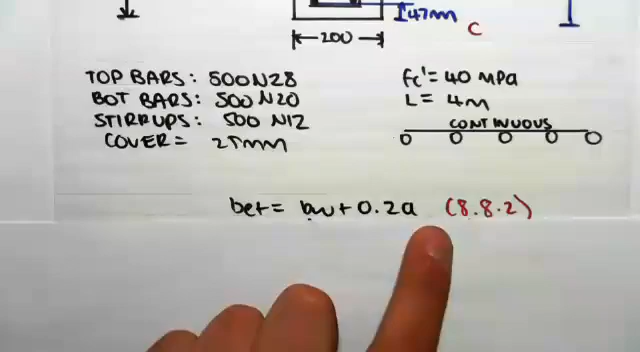 47mm
200
C
TOP BARS: 500N28
BOT BARS: 500N20
STIRRUPS: 500 N12
COVER= 25mm
fc'= 40 MPa
L= 4m
CONTINUOUS
bef= bw+ 0.2a (8.8.2)